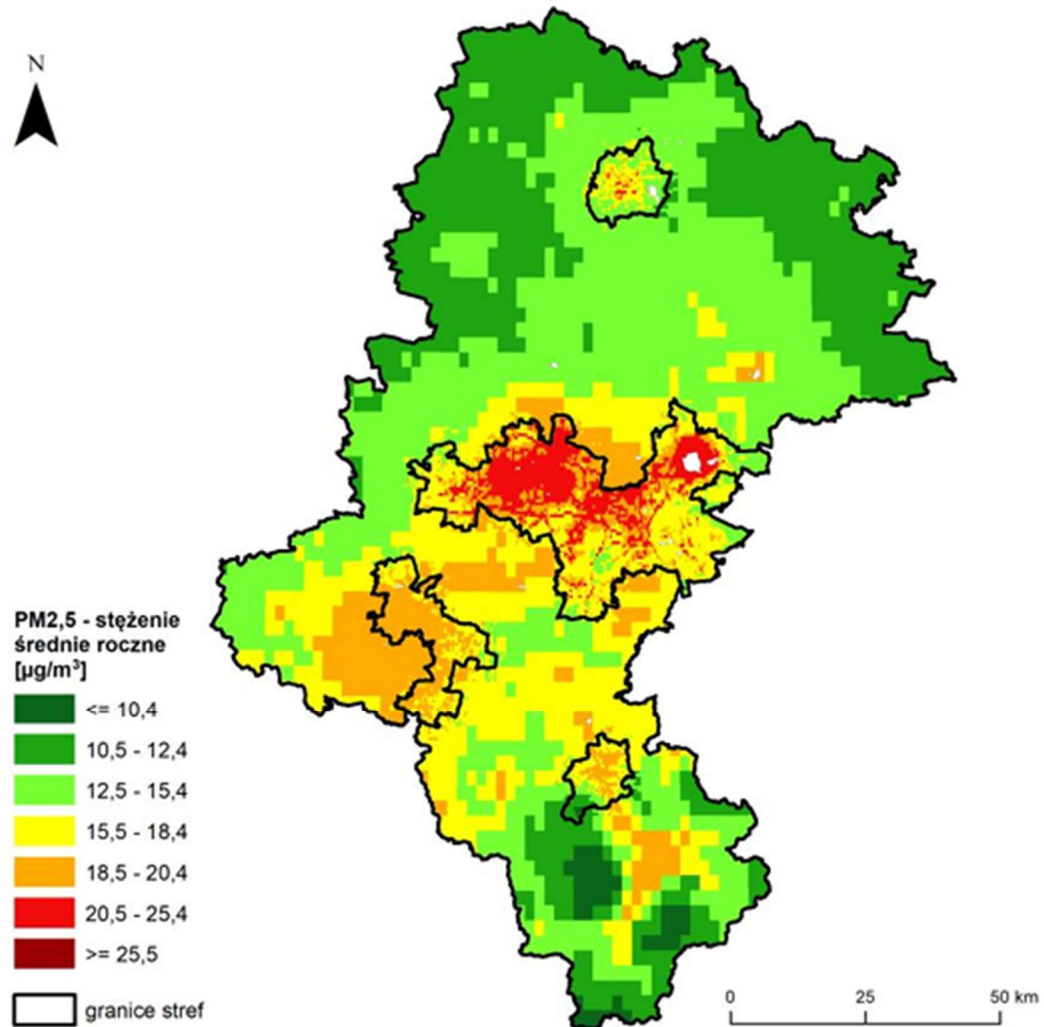 N
PM2,5 - stężenie
średnie roczne
[µg/m³]
<= 10,4
10,5 - 12,4
12,5 - 15,4
15,5 - 18,4
18,5 - 20,4
20,5 - 25,4
>= 25,5
granice stref
0 25 50 km